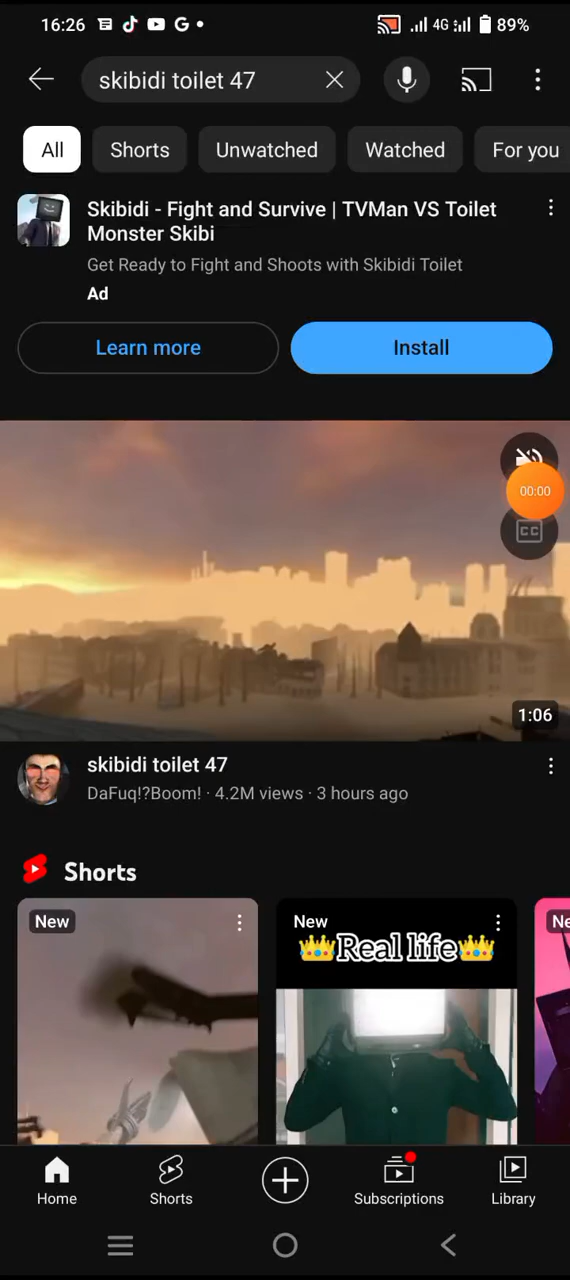 16:26 G 4G 89%
skibidi toilet 47
All Shorts Unwatched Watched For you
Skibidi - Fight and Survive | TVMan VS Toilet
Monster Skibi
Get Ready to Fight and Shoots with Skibidi Toilet
Ad
Learn more Install
00:00
CC
1:06
skibidi toilet 47
DaFuq!?Boom! · 4.2M views · 3 hours ago
Shorts
New New Ne
👑Real life👑
Home Shorts Subscriptions Library